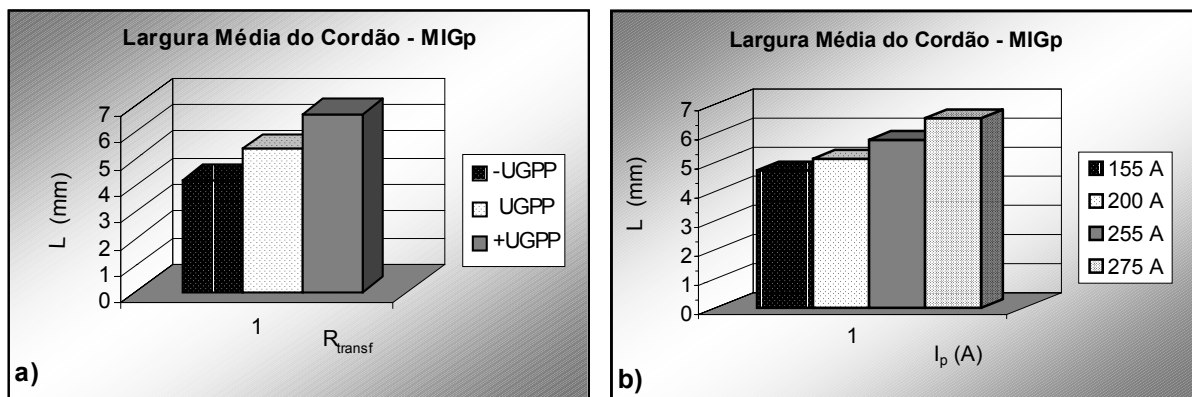 Largura Média do Cordão - MIGp
7
6
5
4
3
2
1
0
L (mm)
1
R_transf
-UGPP
UGPP
+UGPP
a)
Largura Média do Cordão - MIGp
7
6
5
4
3
2
1
0
L (mm)
1
I_p (A)
155 A
200 A
255 A
275 A
b)